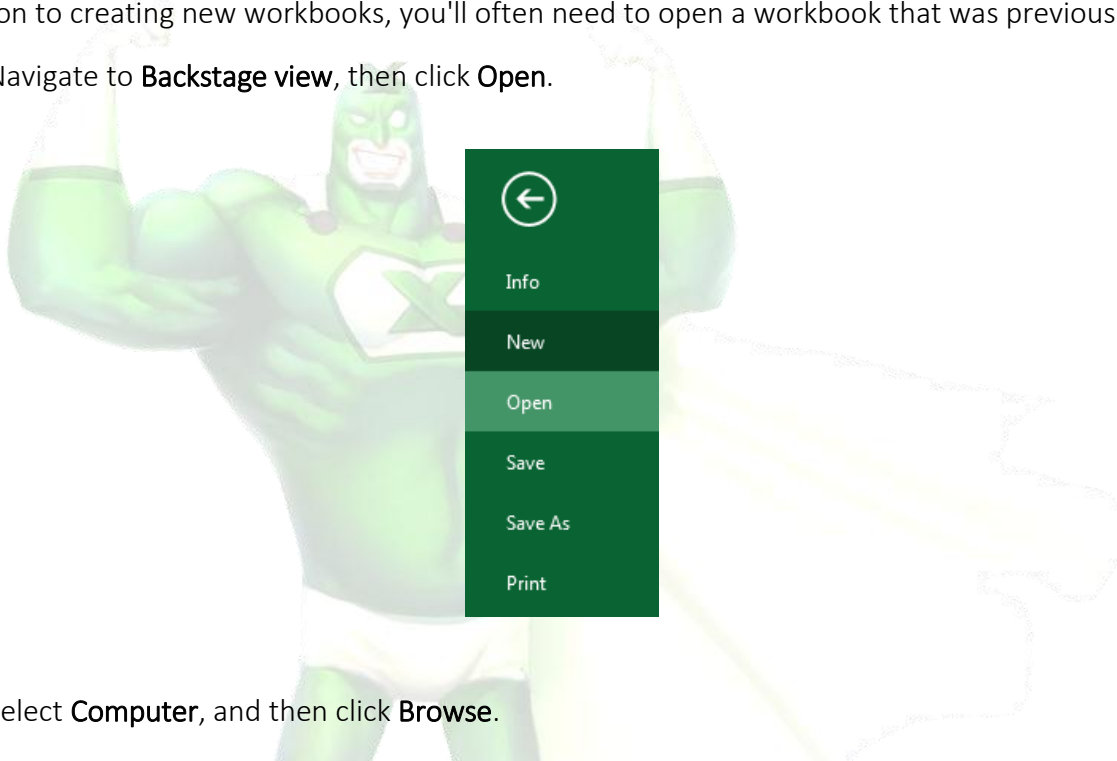 on to creating new workbooks, you'll often need to open a workbook that was previous
Navigate to Backstage view, then click Open.
Info
New
Open
Save
Save As
Print
elect Computer, and then click Browse.